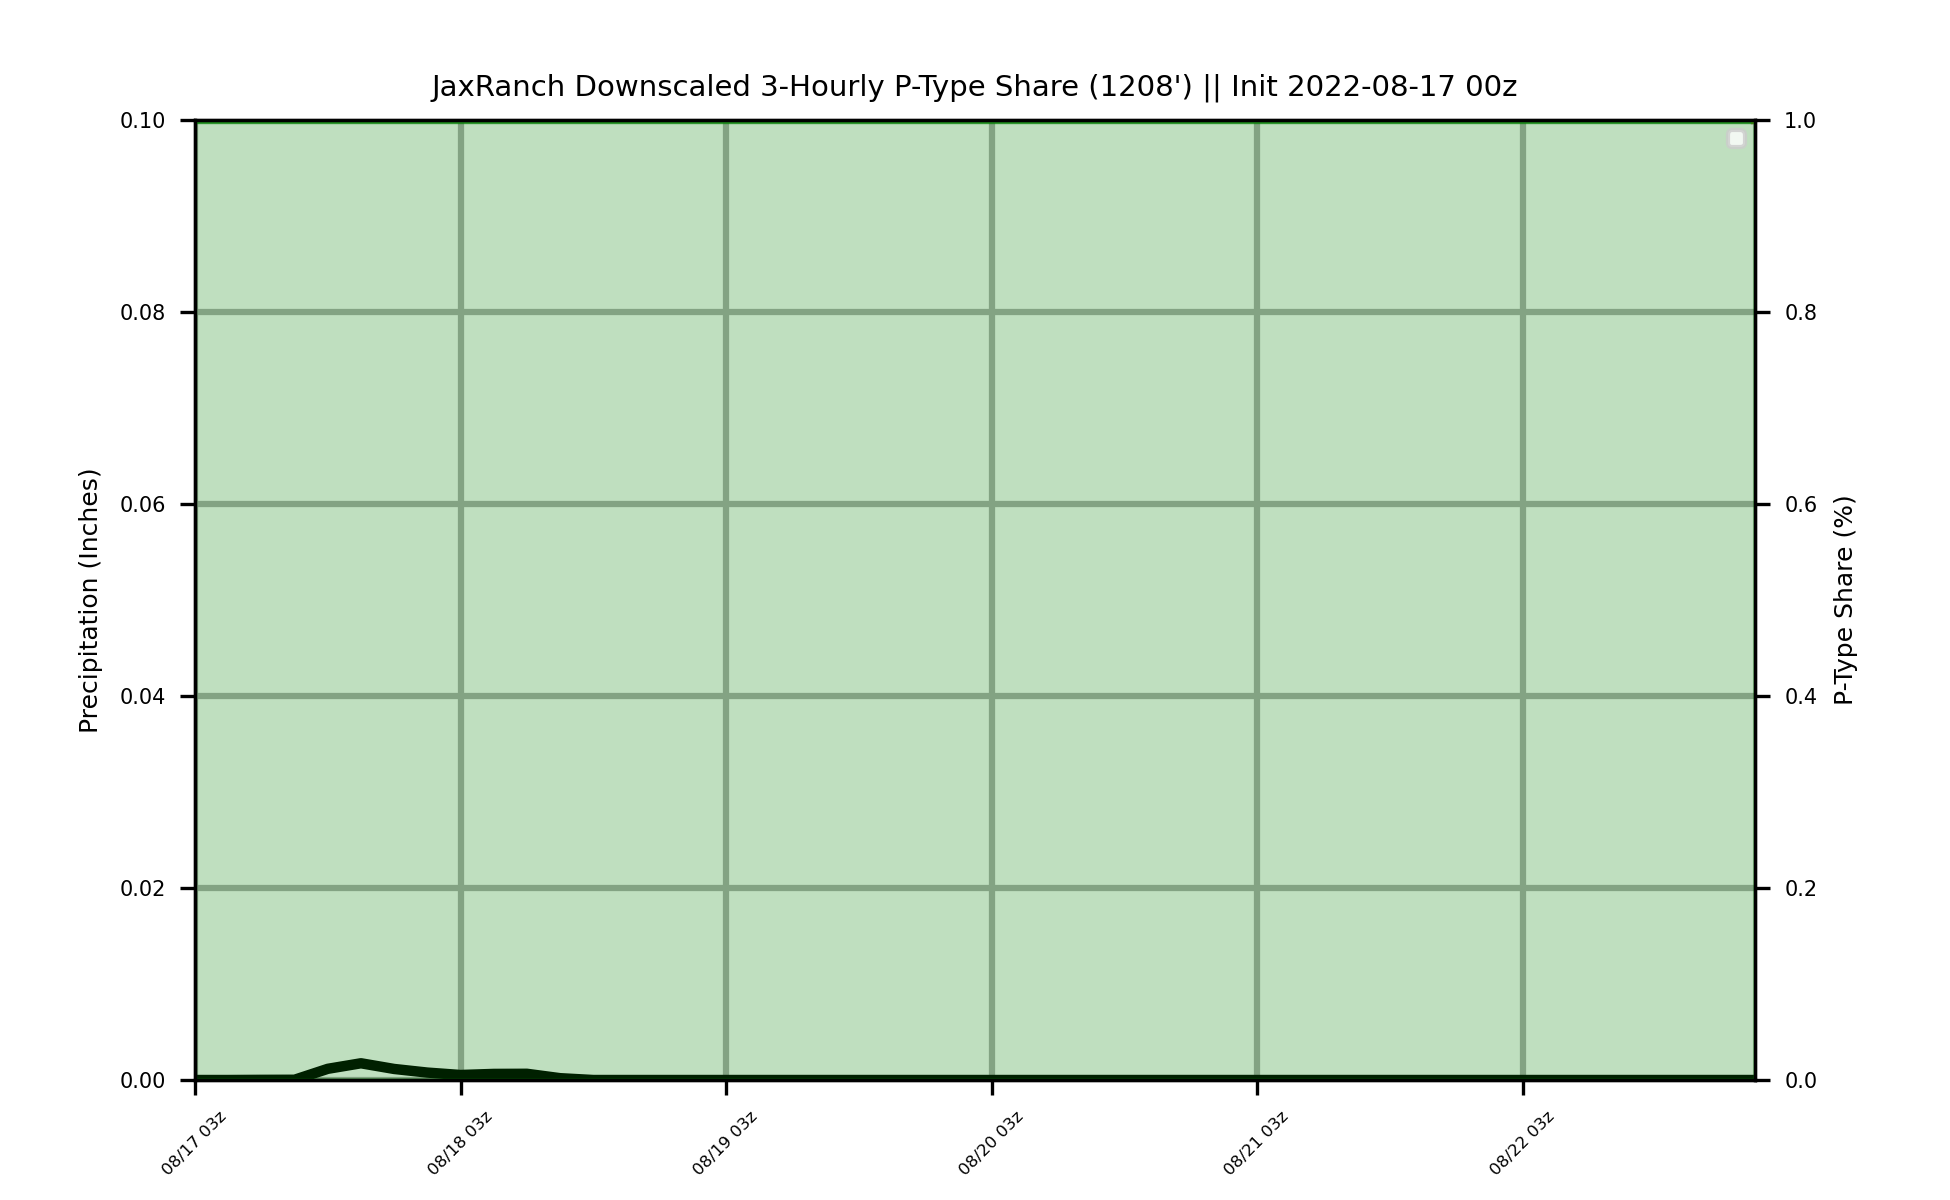 JaxRanch Downscaled 3-Hourly P-Type Share (1208') || Init 2022-08-17 00z
Precipitation (Inches)
0.10
0.08
0.06
0.04
0.02
0.00
1.0
0.8
0.6
0.4
0.2
0.0
P-Type Share (%)
08/17 03z
08/18 03z
08/19 03z
08/20 03z
08/21 03z
08/22 03z